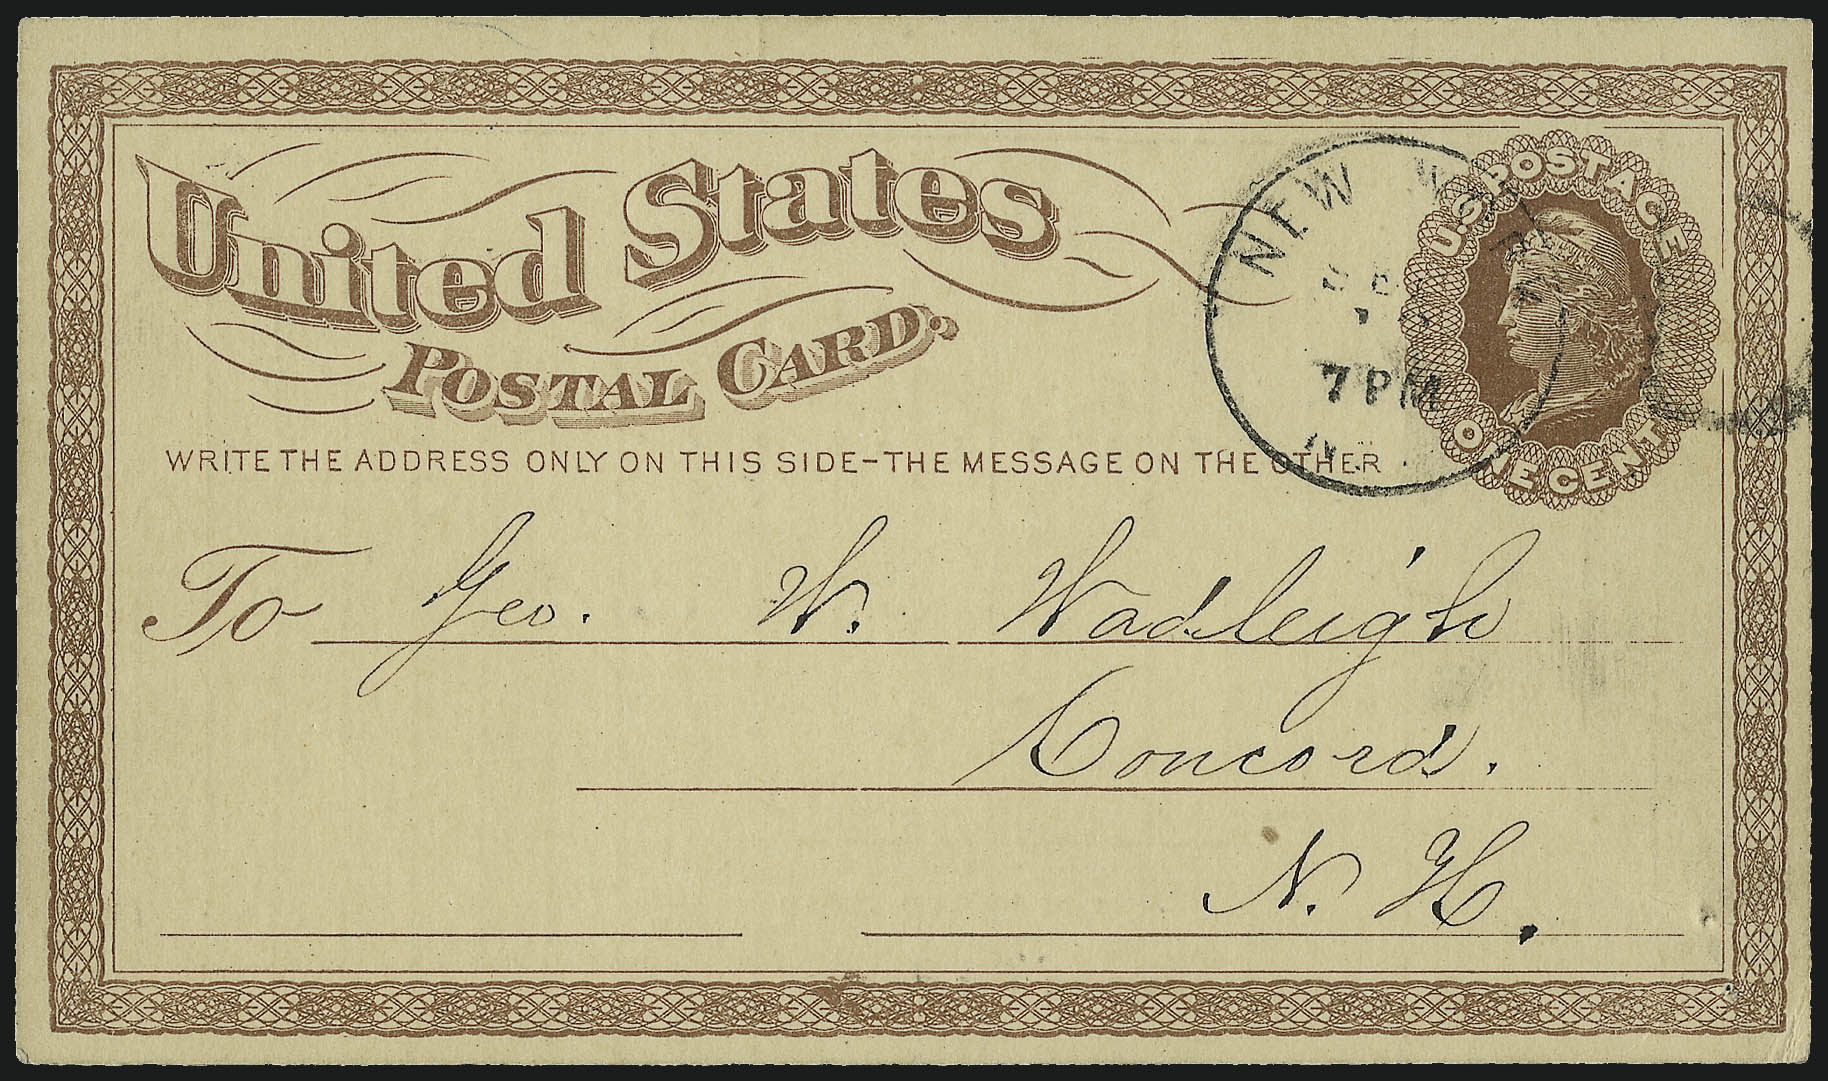 United States
POSTAL CARD.
U.S. POSTAGE
ONE CENT
NEW
7 PM
WRITE THE ADDRESS ONLY ON THIS SIDE-THE MESSAGE ON THE OTHER
To Geo. W. Wadleigh
Concord.
N. H.